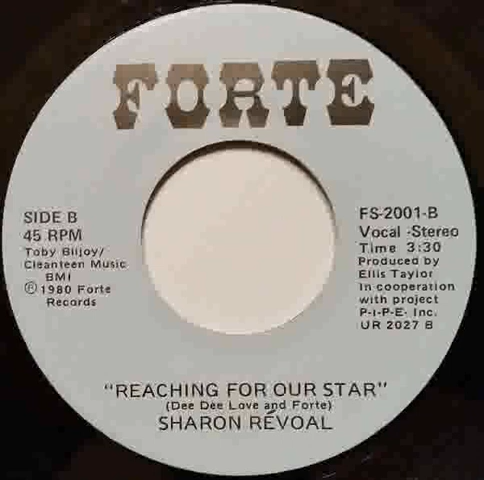 FORTE
SIDE B
45 RPM
Toby Biljoy/
Cleanteen Music
BMI
℗1980 Forte
Records
FS-2001-B
Vocal -Stereo
Time 3:30
Produced by
Ellis Taylor
In cooperation
with project
P-I-P-E- Inc.
UR 2027 B
"REACHING FOR OUR STAR"
(Dee Dee Love and Forte)
SHARON RÉVOAL